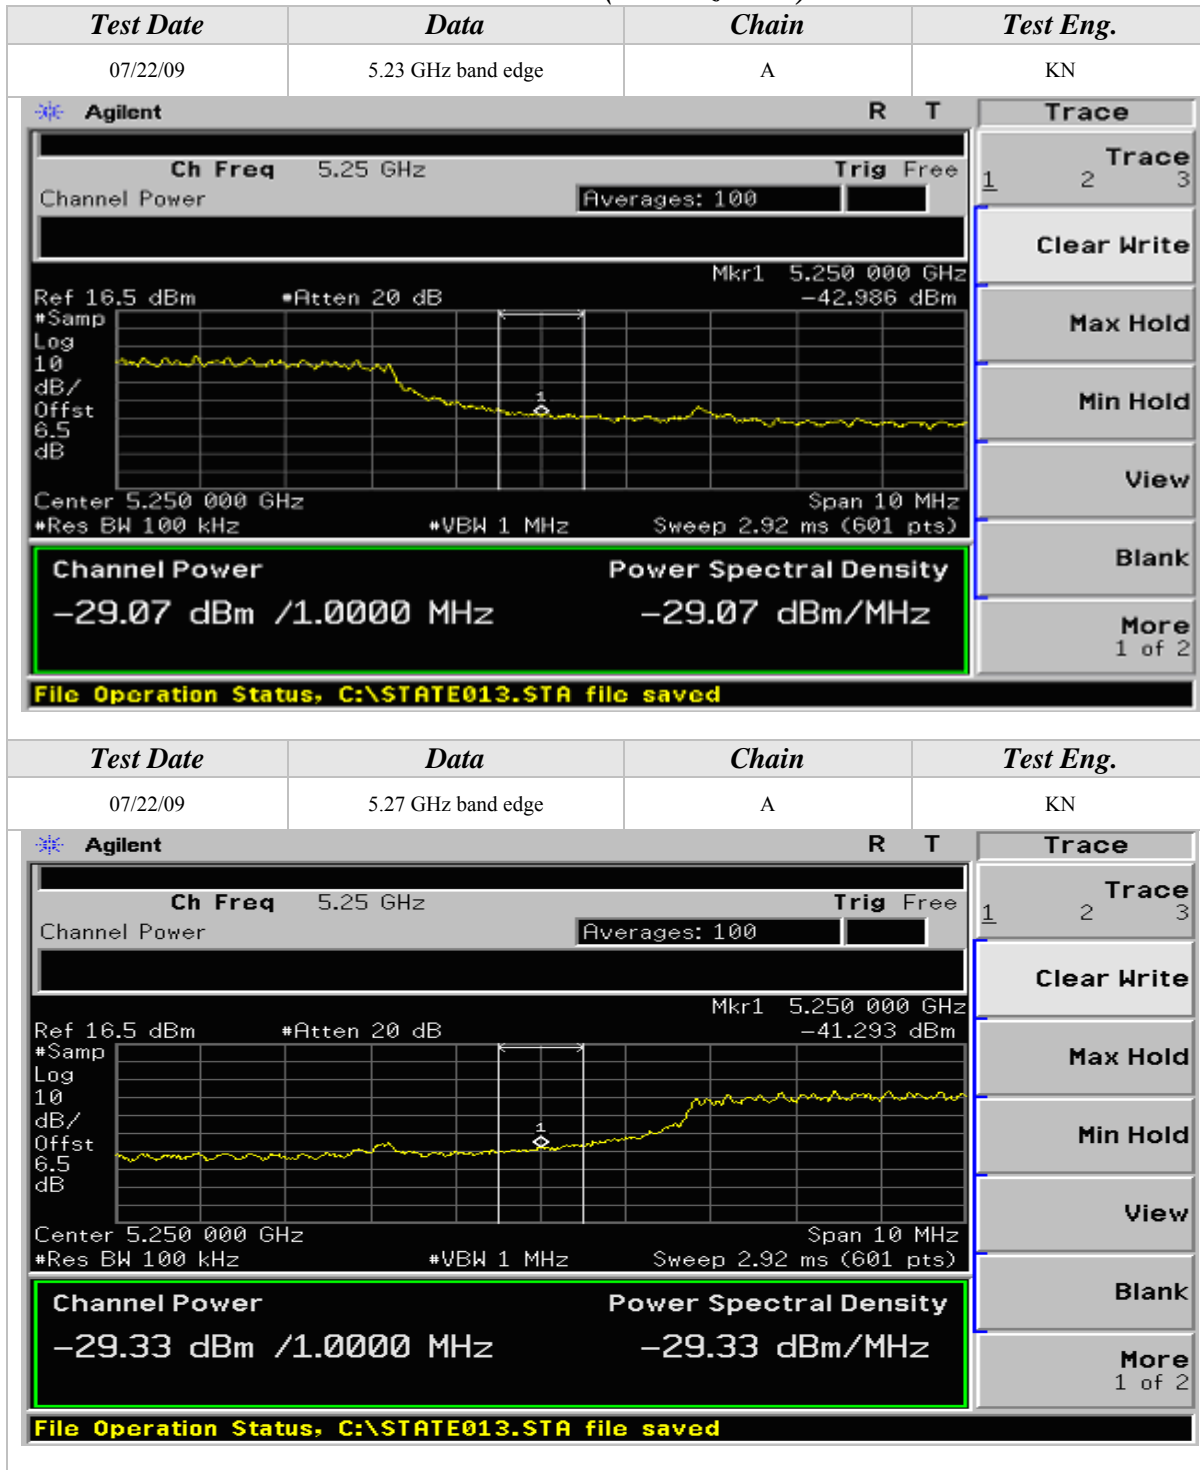 Test Date Data Chain Test Eng.
07/22/09 5.23 GHz band edge A KN
Agilent R T Trace
Ch Freq 5.25 GHz Trig Free
Channel Power Averages: 100
Trace
1 2 3
Clear Write
Mkr1 5.250 000 GHz
Ref 16.5 dBm *Atten 20 dB -42.986 dBm
#Samp
Log
10
dB/
Offst
6.5
dB
1
Max Hold
Min Hold
View
Center 5.250 000 GHz Span 10 MHz
#Res BW 100 kHz #VBW 1 MHz Sweep 2.92 ms (601 pts)
Channel Power Power Spectral Density
-29.07 dBm /1.0000 MHz -29.07 dBm/MHz
Blank
More
1 of 2
File Operation Status, C:\STATE013.STA file saved
Test Date Data Chain Test Eng.
07/22/09 5.27 GHz band edge A KN
Agilent R T Trace
Ch Freq 5.25 GHz Trig Free
Channel Power Averages: 100
Trace
1 2 3
Clear Write
Mkr1 5.250 000 GHz
Ref 16.5 dBm #Atten 20 dB -41.293 dBm
#Samp
Log
10
dB/
Offst
6.5
dB
1
Max Hold
Min Hold
View
Center 5.250 000 GHz Span 10 MHz
#Res BW 100 kHz #VBW 1 MHz Sweep 2.92 ms (601 pts)
Channel Power Power Spectral Density
-29.33 dBm /1.0000 MHz -29.33 dBm/MHz
Blank
More
1 of 2
File Operation Status, C:\STATE013.STA file saved